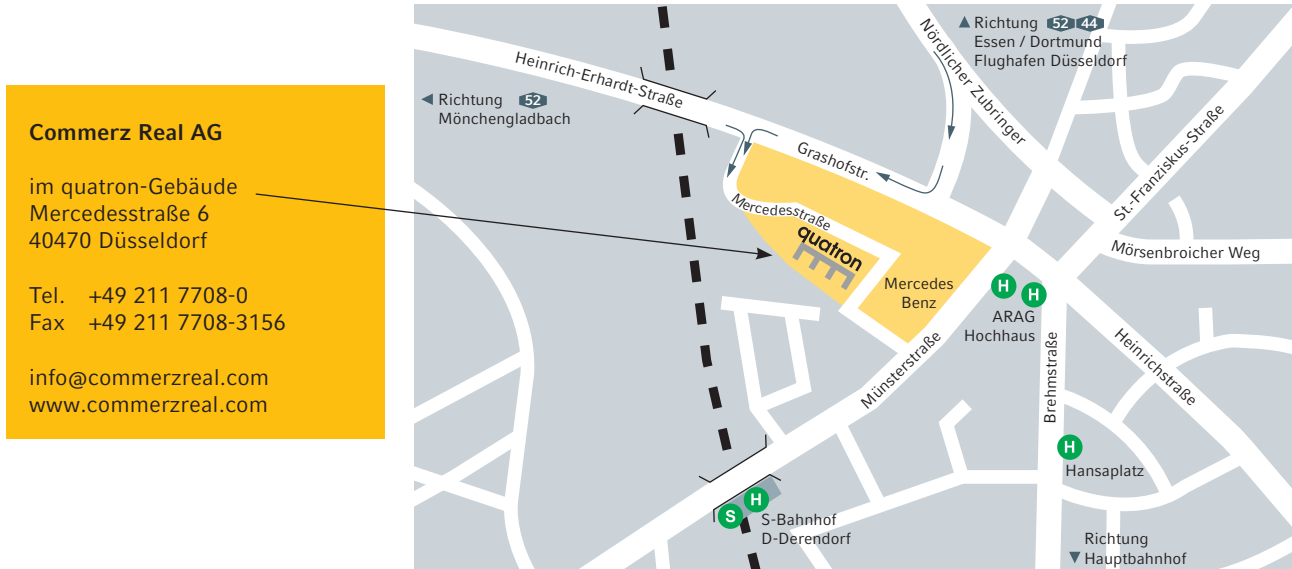 Commerz Real AG
im quatron-Gebäude
Mercedesstraße 6
40470 Düsseldorf
Tel. +49 211 7708-0
Fax +49 211 7708-3156
info@commerzreal.com
www.commerzreal.com
Heinrich-Erhardt-Straße
Richtung 52
Mönchengladbach
Nördlicher Zubringer
Richtung 52 44
Essen / Dortmund
Flughafen Düsseldorf
St.-Franziskus-Straße
Grashofstr.
Mercedesstraße
quatron
Mercedes
Benz
Mörsenbroicher Weg
H
H
ARAG
Hochhaus
Münsterstraße
Brehmstraße
Heinrichstraße
H
Hansaplatz
S
H
S-Bahnhof
D-Derendorf
Richtung
Hauptbahnhof